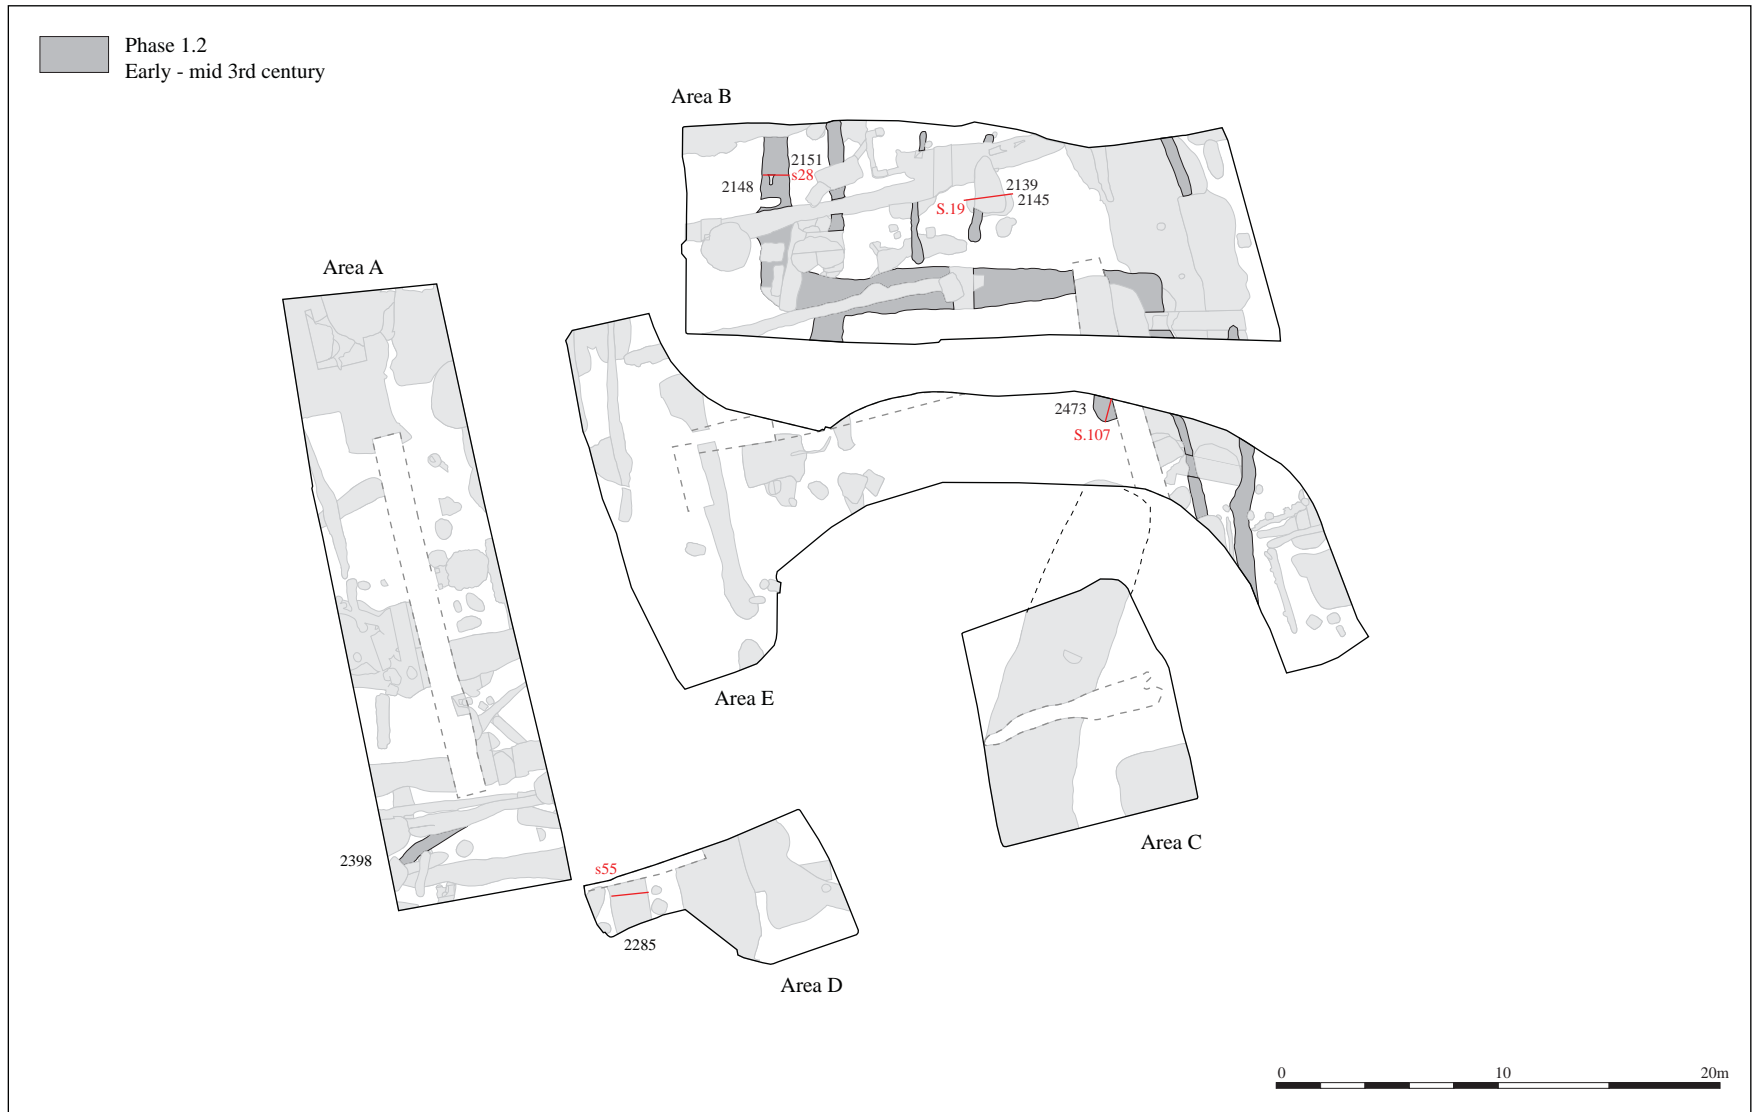 Phase 1.2
Early - mid 3rd century
Area B
2151
s28
2148
2139
2145
S.19
Area A
2473
S.107
Area E
Area C
2398
s55
2285
Area D
0 10 20m